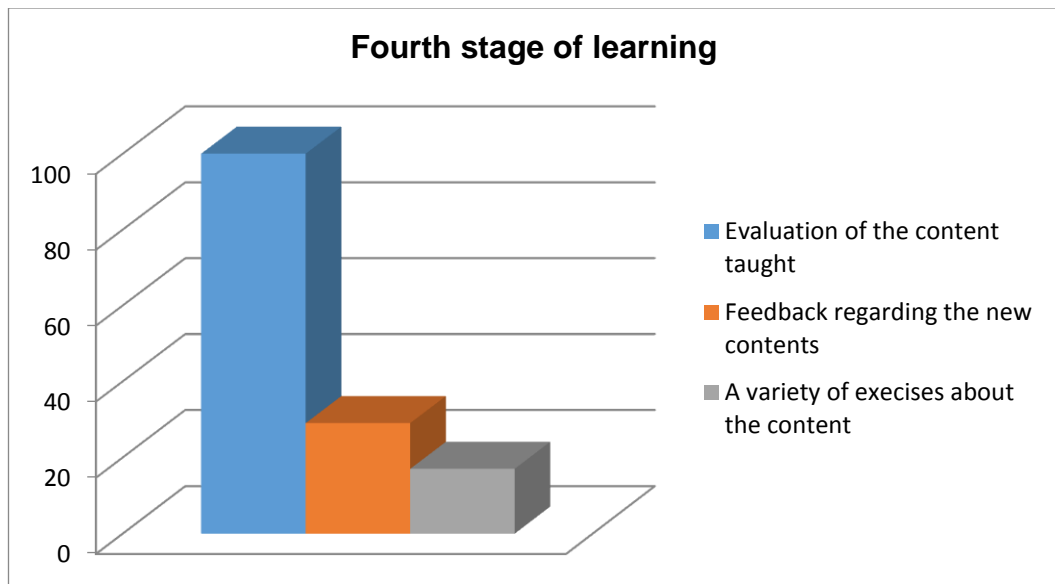 Fourth stage of learning
100
80
60
40
20
0
Evaluation of the content
taught
Feedback regarding the new
contents
A variety of execises about
the content